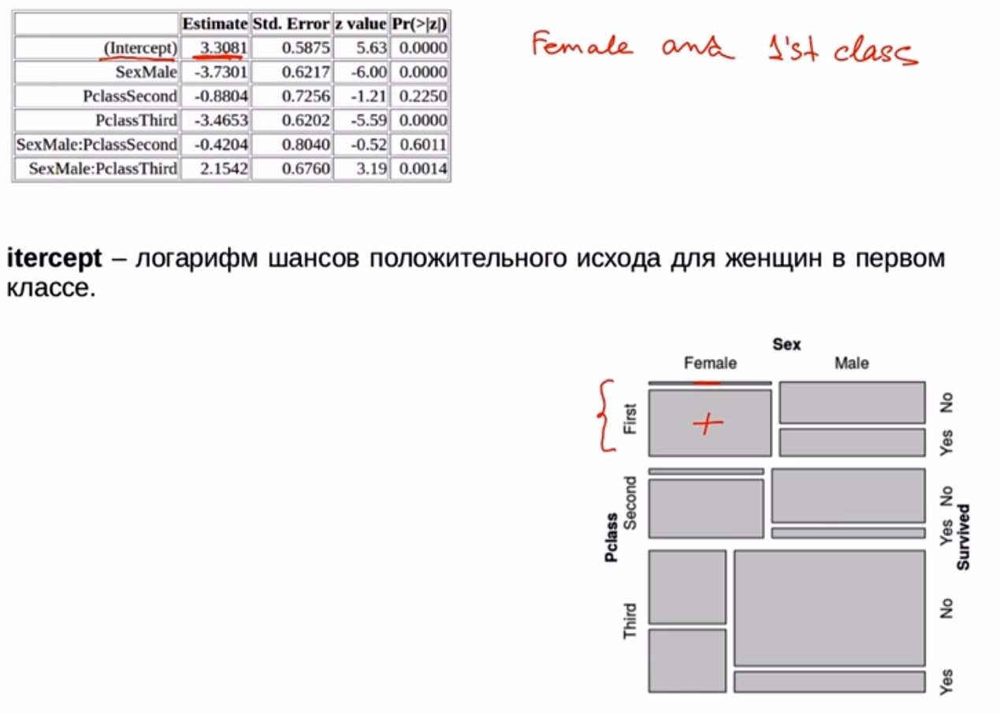 Estimate Std. Error z value Pr(>|z|)
(Intercept) 3.3081 0.5875 5.63 0.0000
SexMale -3.7301 0.6217 -6.00 0.0000
PclassSecond -0.8804 0.7256 -1.21 0.2250
PclassThird -3.4653 0.6202 -5.59 0.0000
SexMale:PclassSecond -0.4204 0.8040 -0.52 0.6011
SexMale:PclassThird 2.1542 0.6760 3.19 0.0014
Female and 1'st class
itercept – логарифм шансов положительного исхода для женщин в первом
классе.
Sex
Female Male
First
Second
Third
Pclass
No
Yes
No
Yes
No
Yes
Survived